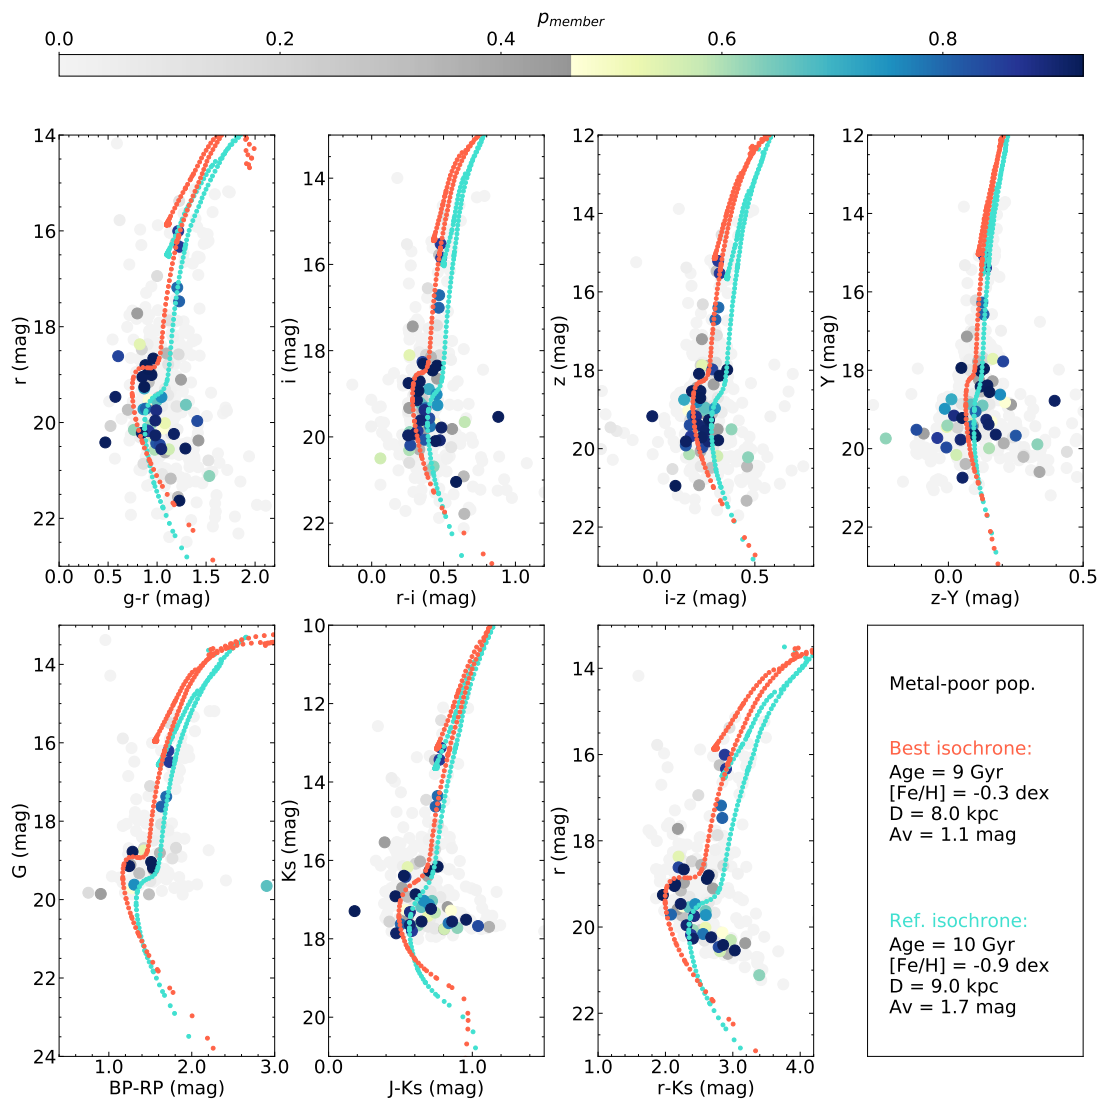 p_member
0.0 0.2 0.4 0.6 0.8
14 16 18 20 22
r (mag)
0.0 0.5 1.0 1.5 2.0
g-r (mag)
14 16 18 20 22
i (mag)
0.0 0.5 1.0
r-i (mag)
12 14 16 18 20 22
z (mag)
0.0 0.5
i-z (mag)
12 14 16 18 20 22
Y (mag)
0.0 0.5
z-Y (mag)
14 16 18 20 22 24
G (mag)
1.0 2.0 3.0
BP-RP (mag)
10 12 14 16 18 20
Ks (mag)
0.0 1.0
J-Ks (mag)
14 16 18 20 22
r (mag)
1.0 2.0 3.0 4.0
r-Ks (mag)
Metal-poor pop.
Best isochrone:
Age = 9 Gyr
[Fe/H] = -0.3 dex
D = 8.0 kpc
Av = 1.1 mag
Ref. isochrone:
Age = 10 Gyr
[Fe/H] = -0.9 dex
D = 9.0 kpc
Av = 1.7 mag